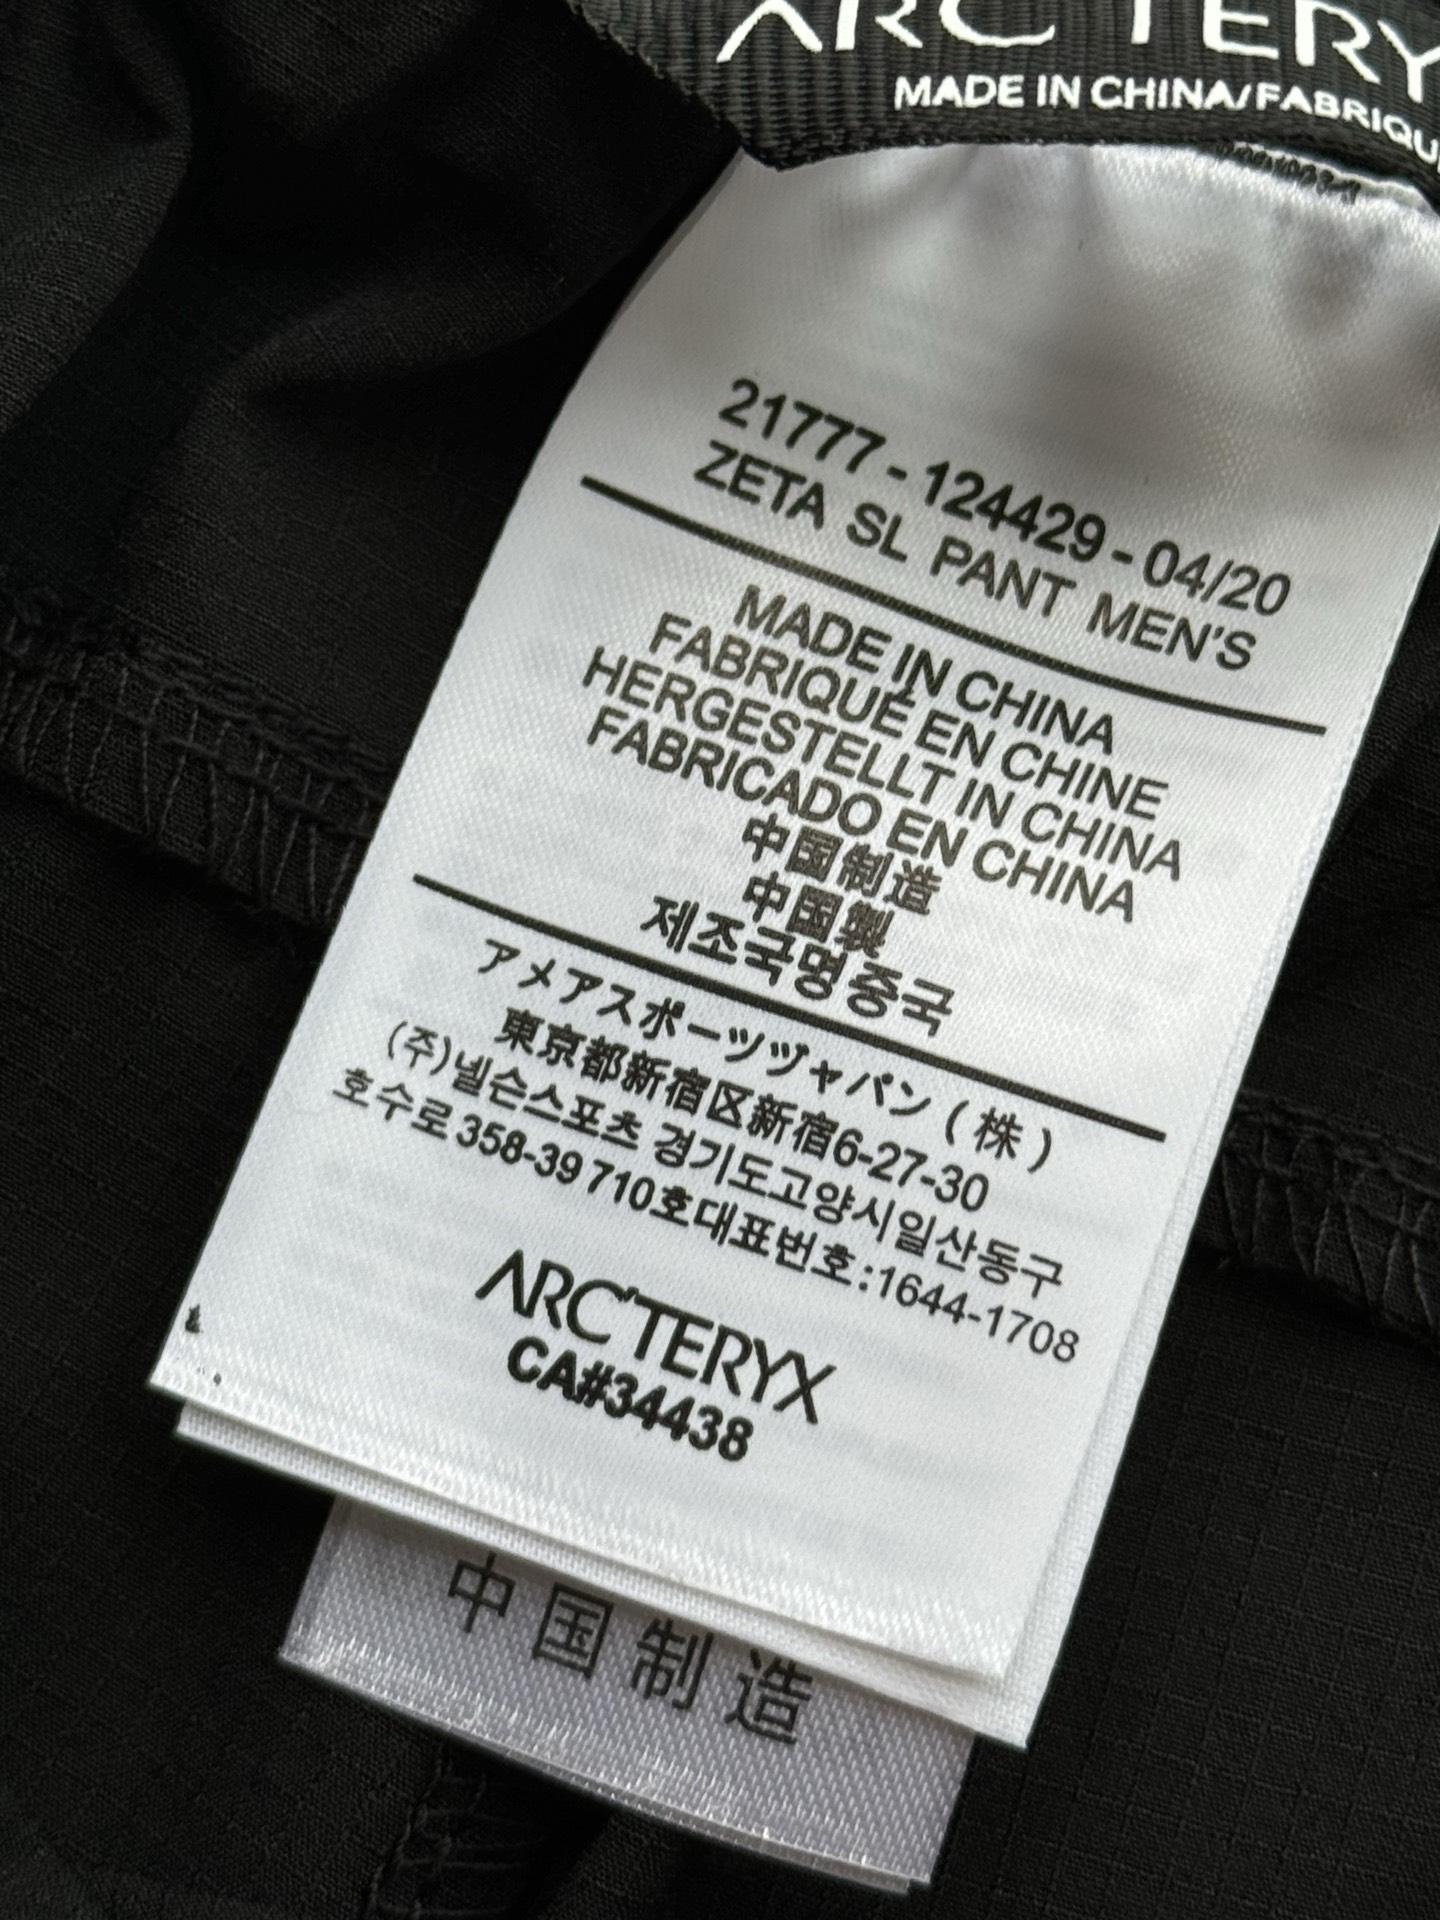 ARC'TERY
MADE IN CHINA/FABRIQU
21777-124429-04/20
ZETA SL PANT MEN'S
MADE IN CHINA
FABRIQUÉ EN CHINE
HERGESTELLT IN CHINA
FABRICADO EN CHINA
中国制造
中国製
제조국명중국
アメアスポーツヅャパン(株)
東京都新宿区新宿6-27-30
(주)넬슨스포츠 경기도고양시일산동구
호수로358-39 710호대표번호:1644-1708
ARC'TERYX
CA#34438
中国制造